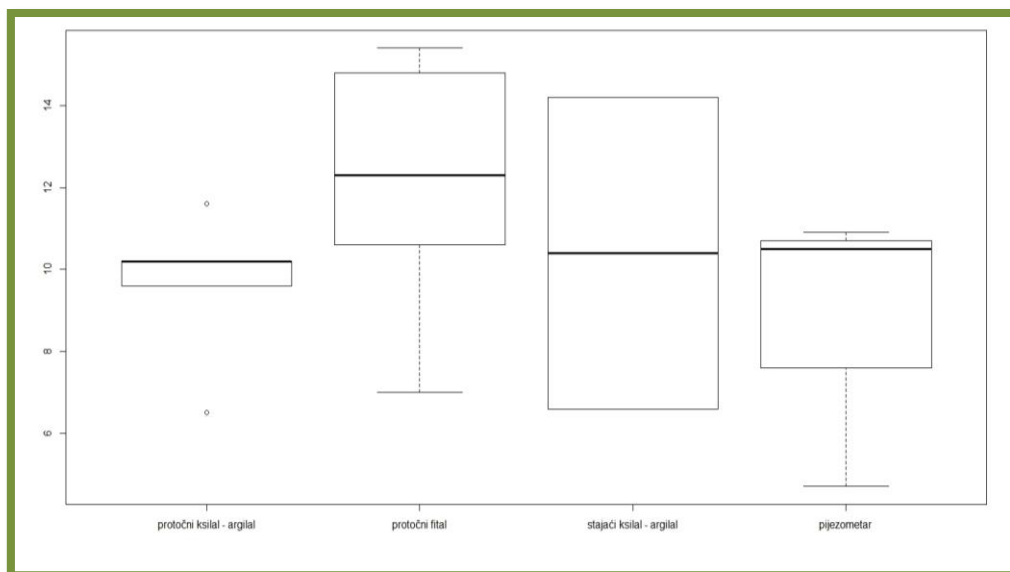 14
12
10
8
6
protočni ksilal - argilal
protočni fital
stajaći ksilal - argilal
pijezometar